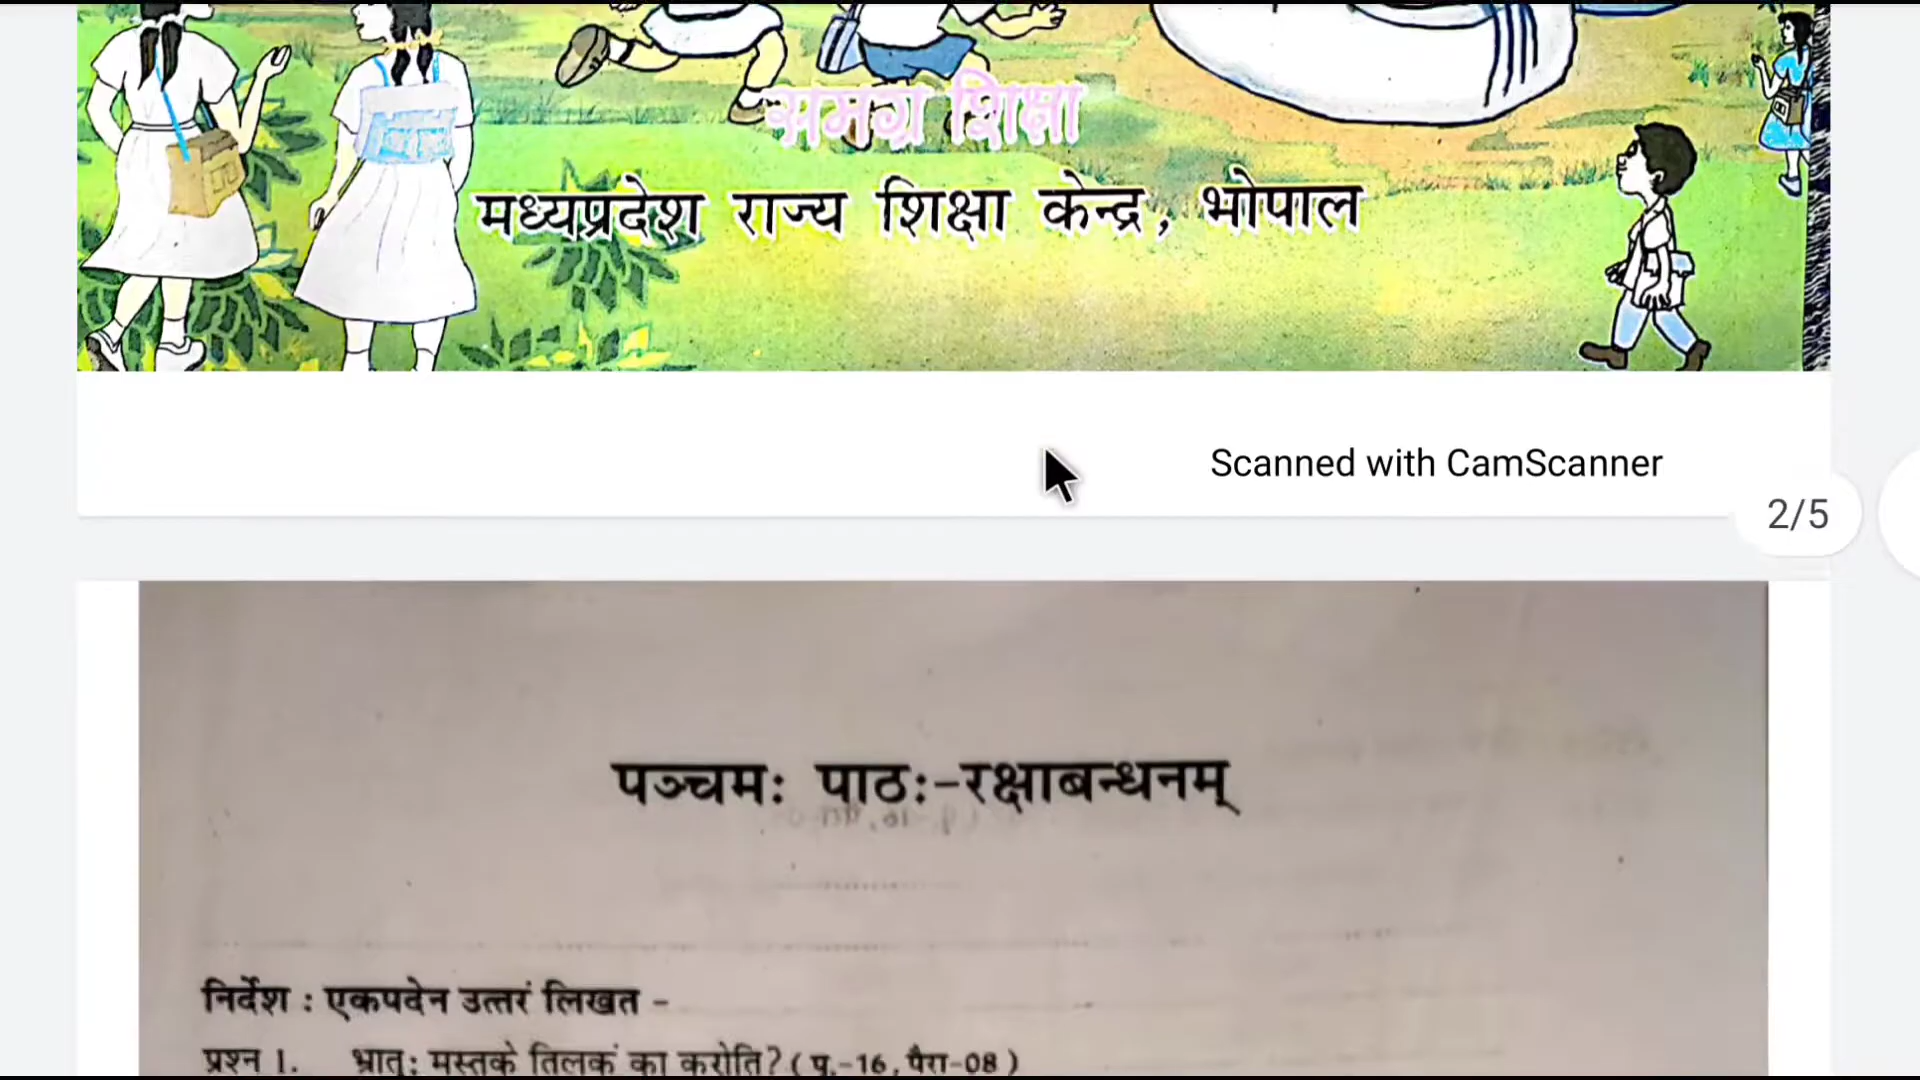 समग्र शिक्षा
मध्यप्रदेश राज्य शिक्षा केन्द्र, भोपाल
Scanned with CamScanner
2/5
पञ्चमः पाठः-रक्षाबन्धनम्
निर्देश : एकपदेन उत्तरं लिखत -
प्रश्न 1. भ्रातुः मस्तके तिलकं का करोति? ( पृ.-16, पैरा-08 )